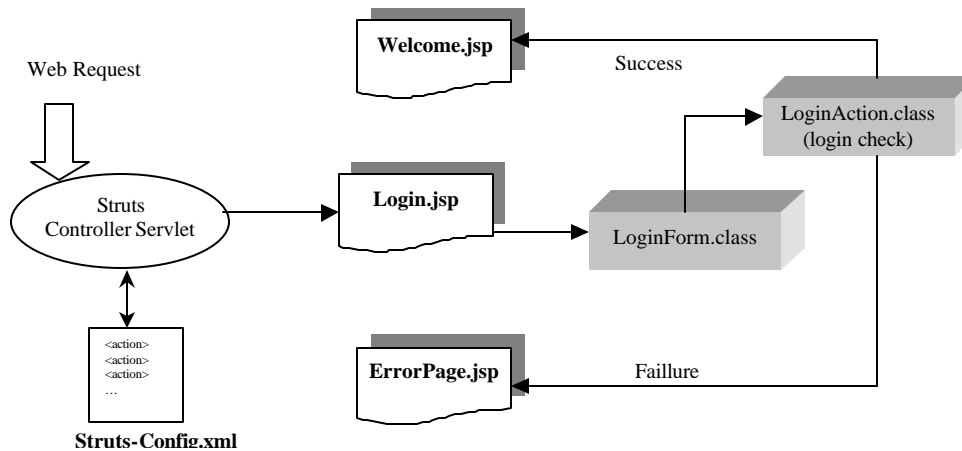 Welcome.jsp
Web Request
Success
LoginAction.class
(login check)
Struts
Controller Servlet
Login.jsp
LoginForm.class
<action>
<action>
<action>
…
ErrorPage.jsp
Faillure
Struts-Config.xml